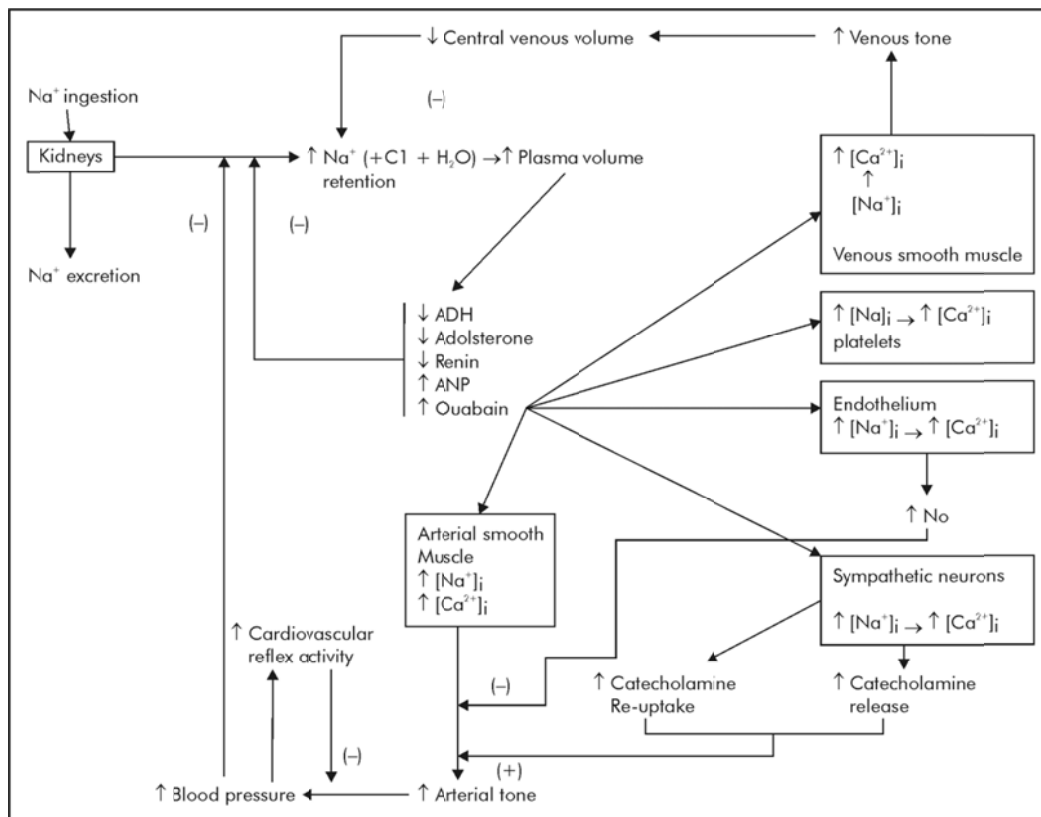 ↓ Central venous volume
↑ Venous tone
(–)
Na⁺ ingestion
Kidneys
↑ Na⁺ (+C1 + H₂O) → ↑ Plasma volume
retention
↑ [Ca²⁺]i
↑
[Na⁺]i
Venous smooth muscle
(–)
(–)
Na⁺ excretion
↓ ADH
↓ Adolsterone
↓ Renin
↑ ANP
↑ Ouabain
↑ [Na]i → ↑ [Ca²⁺]i
platelets
Endothelium
↑ [Na⁺]i → ↑ [Ca²⁺]i
↑ No
Arterial smooth
Muscle
↑ [Na⁺]i
↑ [Ca²⁺]i
Sympathetic neurons
↑ [Na⁺]i → ↑ [Ca²⁺]i
↑ Cardiovascular
reflex activity
(–)
↑ Catecholamine
Re-uptake
↑ Catecholamine
release
(–)
(+)
↑ Blood pressure
↑ Arterial tone